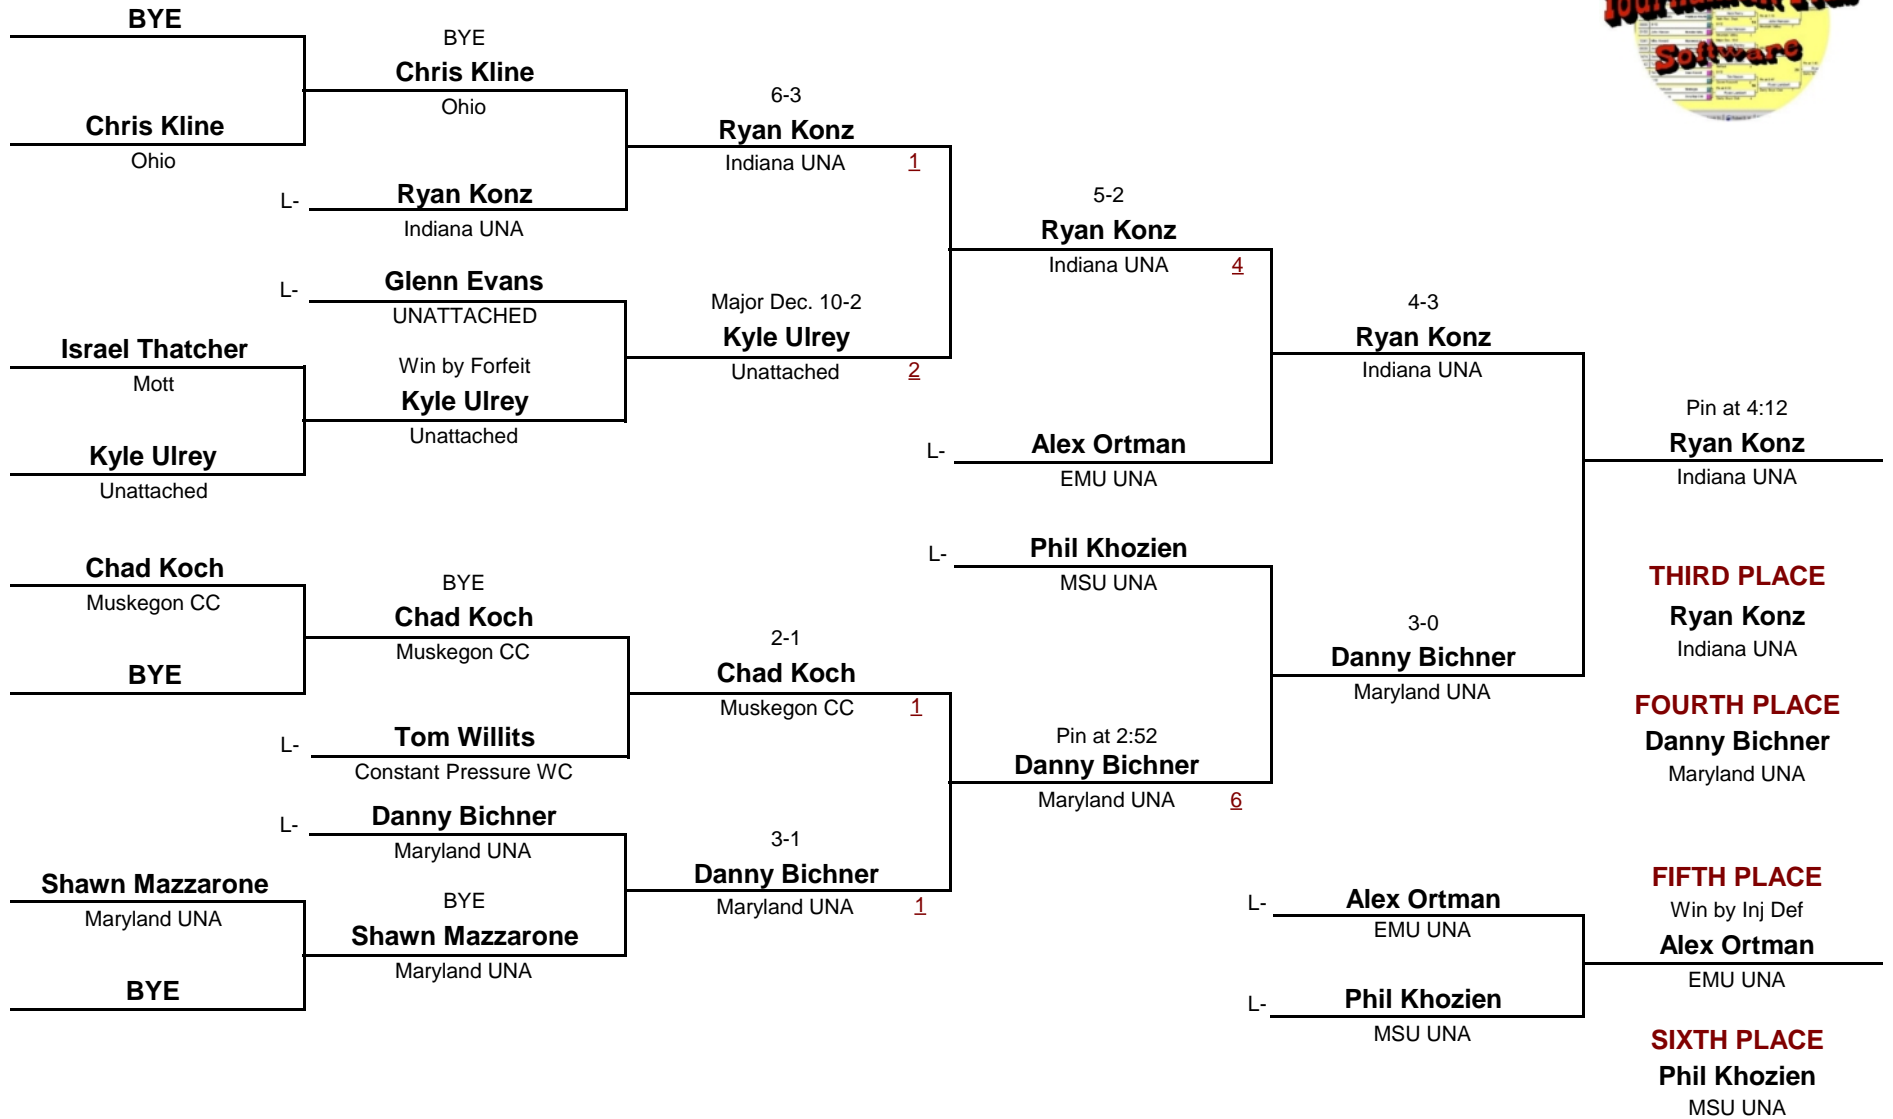 BYE
Chris Kline
Ohio
Israel Thatcher
Mott
Kyle Ulrey
Unattached
Chad Koch
Muskegon CC
BYE
Shawn Mazzarone
Maryland UNA
BYE
BYE
Chris Kline
Ohio
L-
Ryan Konz
Indiana UNA
L-
Glenn Evans
UNATTACHED
Win by Forfeit
Kyle Ulrey
Unattached
BYE
Chad Koch
Muskegon CC
L-
Tom Willits
Constant Pressure WC
L-
Danny Bichner
Maryland UNA
BYE
Shawn Mazzarone
Maryland UNA
6-3
Ryan Konz
Indiana UNA 1
Major Dec. 10-2
Kyle Ulrey
Unattached 2
2-1
Chad Koch
Muskegon CC 1
3-1
Danny Bichner
Maryland UNA 1
5-2
Ryan Konz
Indiana UNA 4
L-
Alex Ortman
EMU UNA
L-
Phil Khozien
MSU UNA
Pin at 2:52
Danny Bichner
Maryland UNA 6
4-3
Ryan Konz
Indiana UNA
3-0
Danny Bichner
Maryland UNA
L-
Alex Ortman
EMU UNA
L-
Phil Khozien
MSU UNA
Software
Pin at 4:12
Ryan Konz
Indiana UNA
THIRD PLACE
Ryan Konz
Indiana UNA
FOURTH PLACE
Danny Bichner
Maryland UNA
FIFTH PLACE
Win by Inj Def
Alex Ortman
EMU UNA
SIXTH PLACE
Phil Khozien
MSU UNA